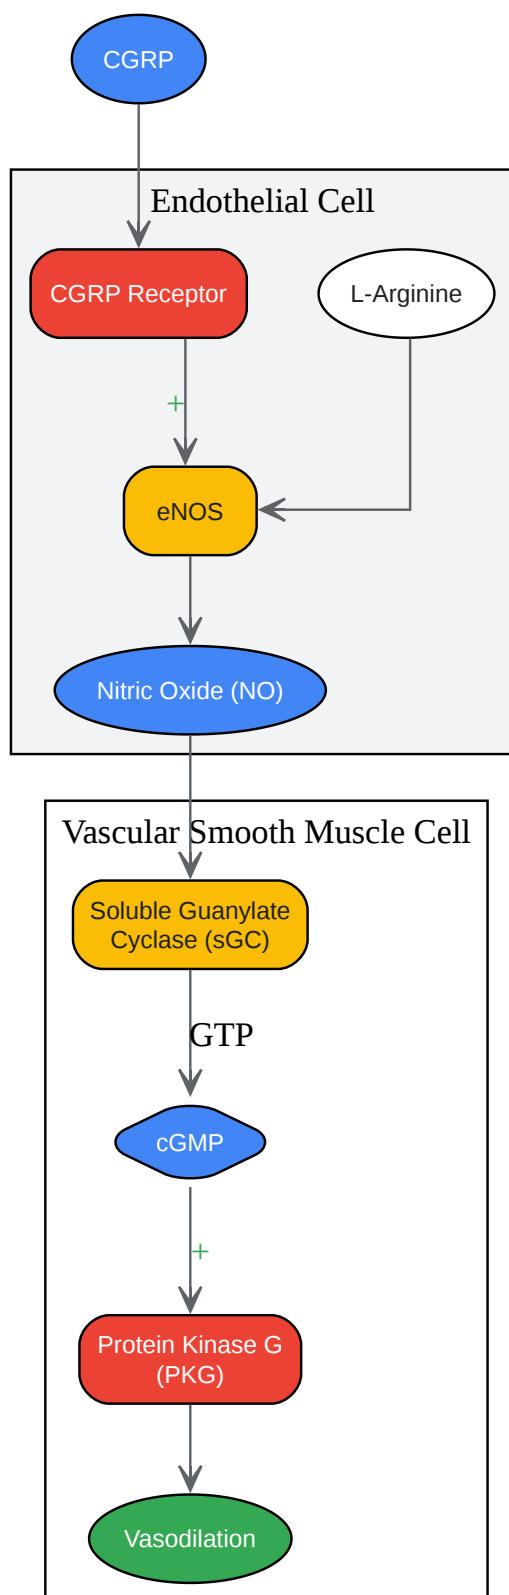 CGRP
Endothelial Cell
CGRP Receptor
L-Arginine
+
eNOS
Nitric Oxide (NO)
Vascular Smooth Muscle Cell
Soluble Guanylate
Cyclase (sGC)
GTP
cGMP
+
Protein Kinase G
(PKG)
Vasodilation